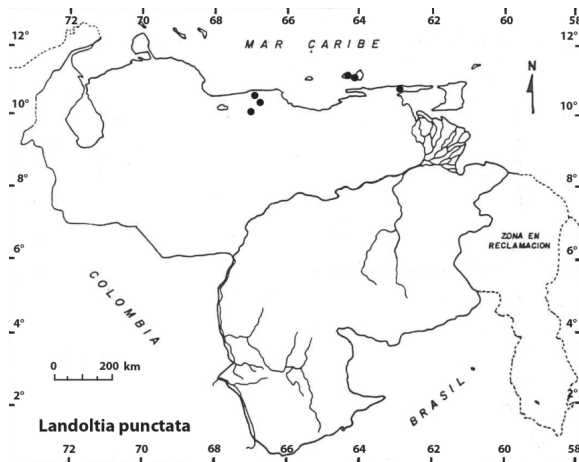 72 70 68 66 64 62 60 58
12° 12°
MAR CARIBE
N
10° 10°
8° 8°
ZONA EN
RECLAMACION
6° 6°
COLOMBIA
4° 4°
0 200 km
BRASIL
2° 2°
Landoltia punctata
72 70 68 66 64 62 60 58